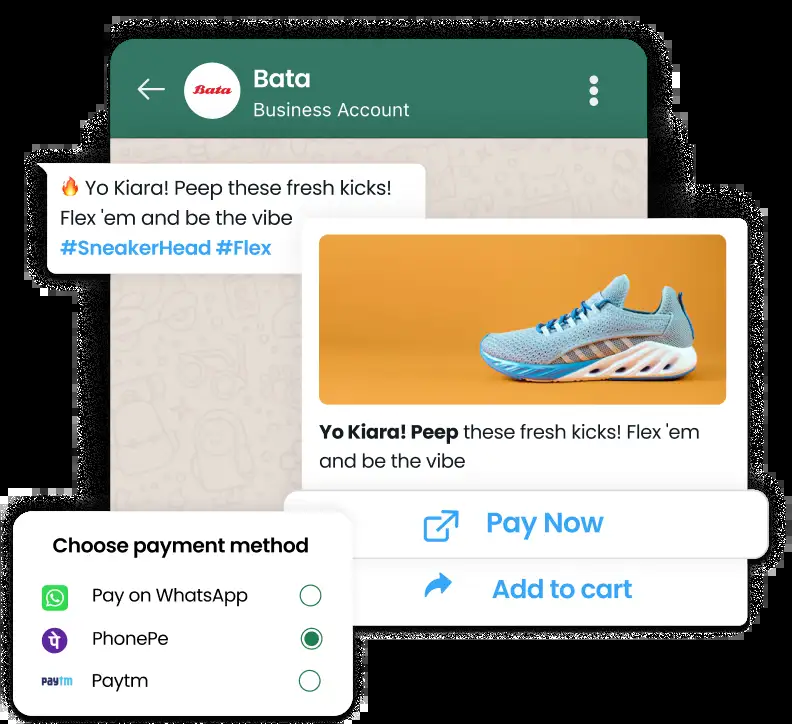 Bata
Bata
Business Account
🔥 Yo Kiara! Peep these fresh kicks!
Flex 'em and be the vibe
#SneakerHead #Flex
Yo Kiara! Peep these fresh kicks! Flex 'em
and be the vibe
Pay Now
Add to cart
Choose payment method
Pay on WhatsApp
पे PhonePe
paytm Paytm